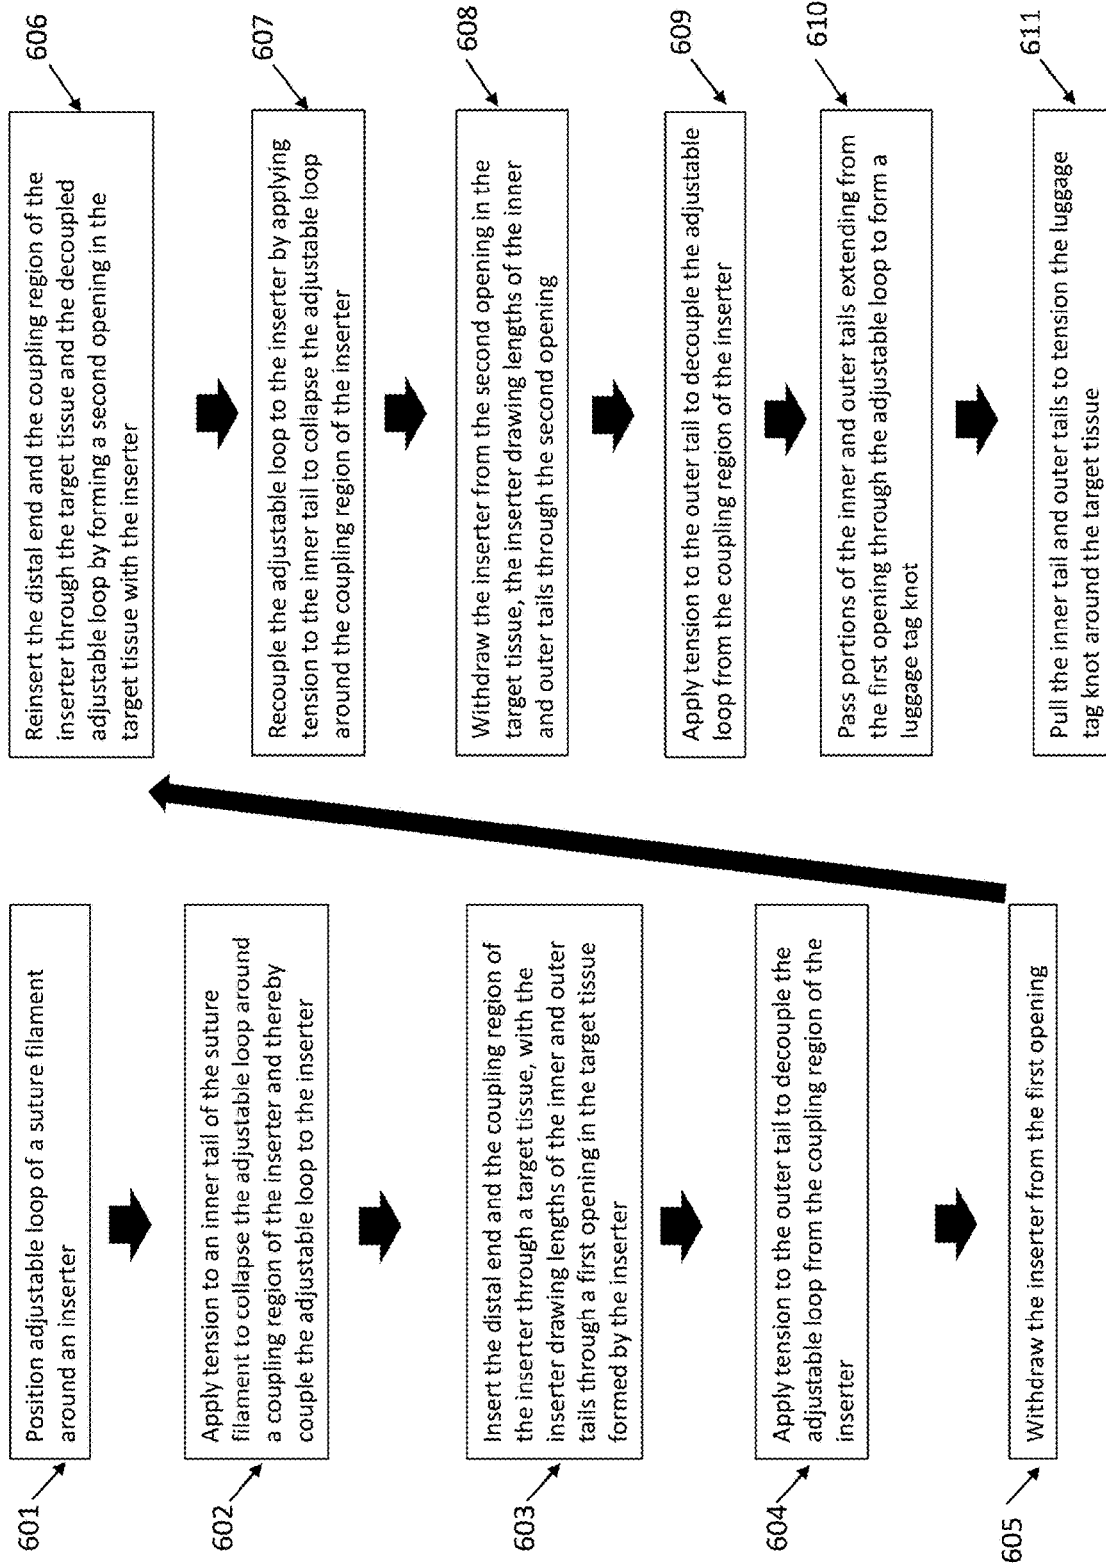 601
Position adjustable loop of a suture filament
around an inserter
602
Apply tension to an inner tail of the suture
filament to collapse the adjustable loop around
a coupling region of the inserter and thereby
couple the adjustable loop to the inserter
603
Insert the distal end and the coupling region of
the inserter through a target tissue, with the
inserter drawing lengths of the inner and outer
tails through a first opening in the target tissue
formed by the inserter
604
Apply tension to the outer tail to decouple the
adjustable loop from the coupling region of the
inserter
605
Withdraw the inserter from the first opening
606
Reinsert the distal end and the coupling region of the
inserter through the target tissue and the decoupled
adjustable loop by forming a second opening in the
target tissue with the inserter
607
Recouple the adjustable loop to the inserter by applying
tension to the inner tail to collapse the adjustable loop
around the coupling region of the inserter
608
Withdraw the inserter from the second opening in the
target tissue, the inserter drawing lengths of the inner
and outer tails through the second opening
609
Apply tension to the outer tail to decouple the adjustable
loop from the coupling region of the inserter
610
Pass portions of the inner and outer tails extending from
the first opening through the adjustable loop to form a
luggage tag knot
611
Pull the inner tail and outer tails to tension the luggage
tag knot around the target tissue